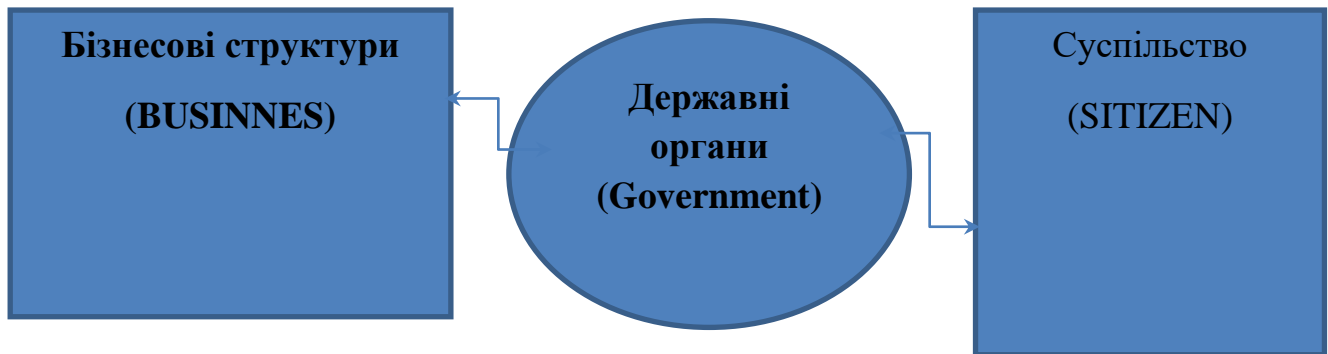 Бізнесові структури
(BUSINNES)
Державні
органи
(Government)
Суспільство
(SITIZEN)